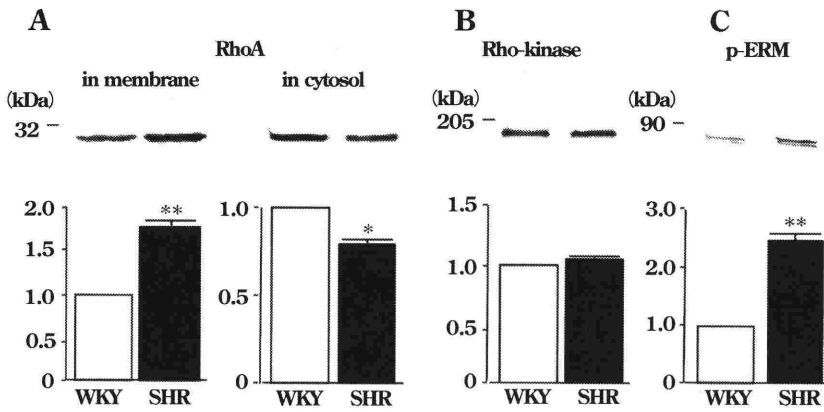 A
B
C
RhoA
Rho-kinase
p-ERM
in membrane
in cytosol
(kDa)
32
(kDa)
205
(kDa)
90
**
2.0
1.5
1.0
0.5
0
WKY
SHR
*
1.0
0.5
0
WKY
SHR
1.5
1.0
0.5
0
WKY
SHR
**
3.0
2.0
1.0
0
WKY
SHR